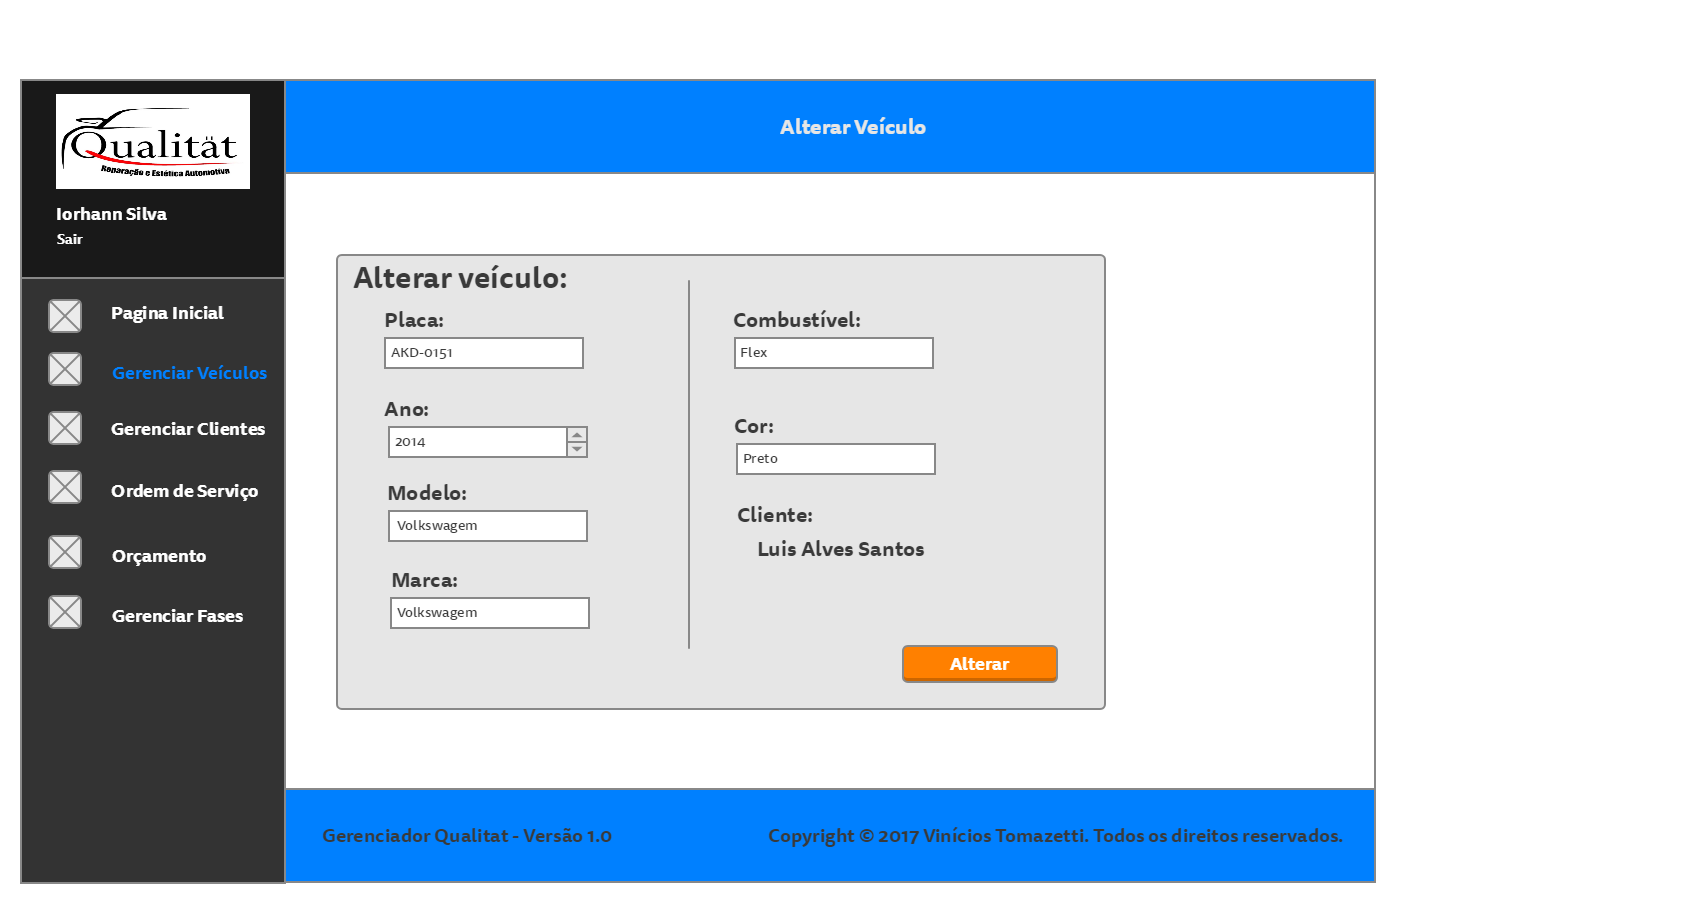 Qualität
Reparação e Estética Automotiva
Iorhann Silva
Sair
Pagina Inicial
Gerenciar Veículos
Gerenciar Clientes
Ordem de Serviço
Orçamento
Gerenciar Fases
Alterar Veículo
Alterar veículo:
Placa:
AKD-0151
Ano:
2014
Modelo:
Volkswagem
Marca:
Volkswagem
Combustível:
Flex
Cor:
Preto
Cliente:
Luis Alves Santos
Alterar
Gerenciador Qualitat - Versão 1.0
Copyright © 2017 Vinícios Tomazetti. Todos os direitos reservados.